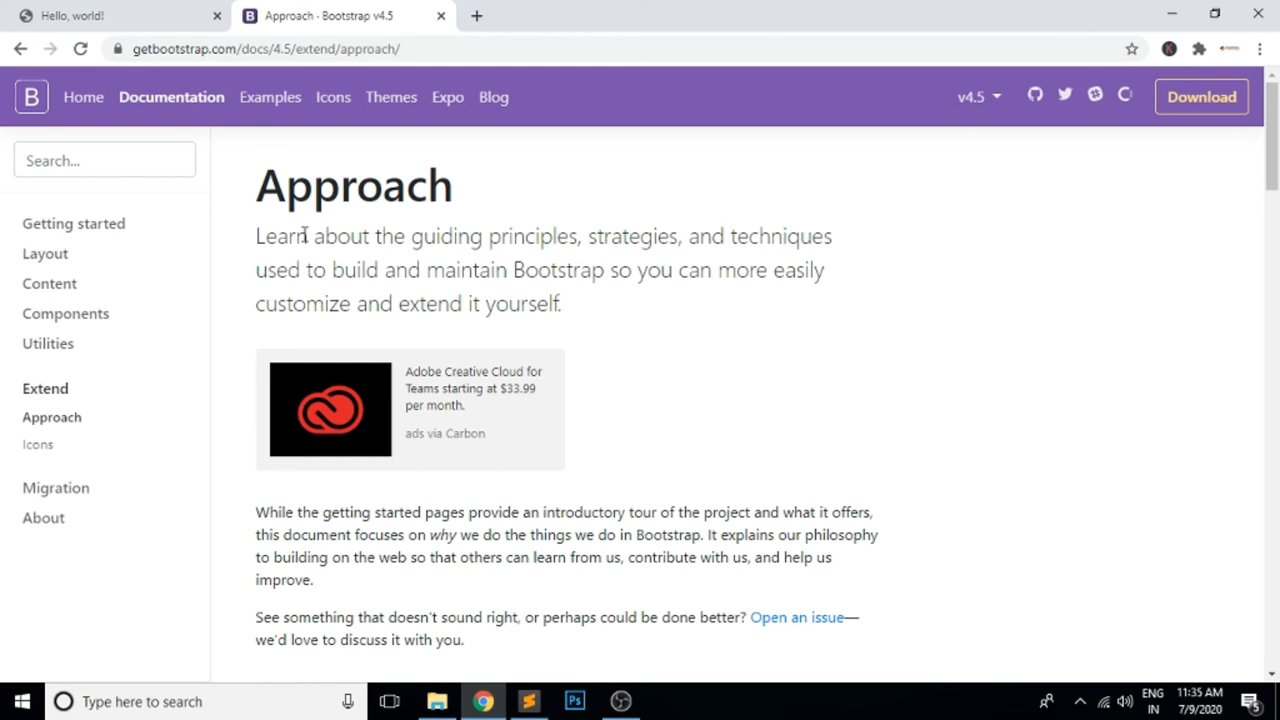 Hello, world!
Approach · Bootstrap v4.5
getbootstrap.com/docs/4.5/extend/approach/
B Home Documentation Examples Icons Themes Expo Blog v4.5 Download
Search...
Getting started
Layout
Content
Components
Utilities
Extend
Approach
Icons
Migration
About
Approach
Learn about the guiding principles, strategies, and techniques
used to build and maintain Bootstrap so you can more easily
customize and extend it yourself.
Adobe Creative Cloud for
Teams starting at $33.99
per month.
ads via Carbon
While the getting started pages provide an introductory tour of the project and what it offers,
this document focuses on why we do the things we do in Bootstrap. It explains our philosophy
to building on the web so that others can learn from us, contribute with us, and help us
improve.
See something that doesn't sound right, or perhaps could be done better? Open an issue—
we'd love to discuss it with you.
Type here to search
Ps
ENG
IN
11:35 AM
7/9/2020
5